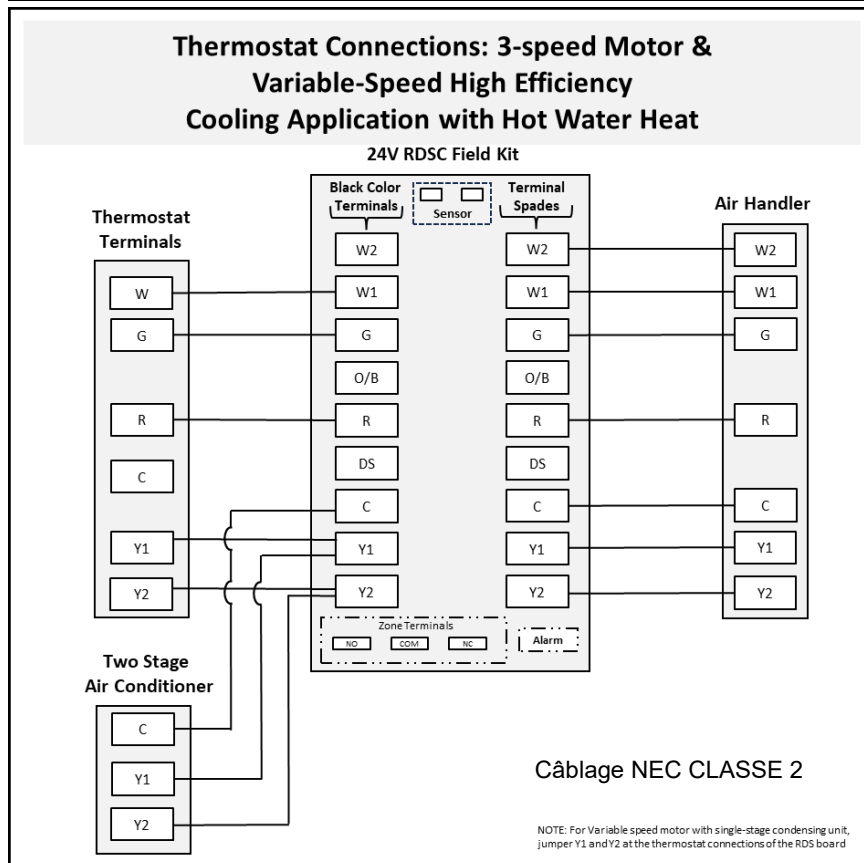 Thermostat Connections: 3-speed Motor &
Variable-Speed High Efficiency
Cooling Application with Hot Water Heat
24V RDSC Field Kit
Black Color
Terminals
Sensor
Terminal
Spades
Thermostat
Terminals
Air Handler
W
G
R
C
Y1
Y2
W2
W1
G
O/B
R
DS
C
Y1
Y2
W2
W1
G
O/B
R
DS
C
Y1
Y2
W2
W1
G
R
C
Y1
Y2
Zone Terminals
NO COM NC
Alarm
Two Stage
Air Conditioner
C
Y1
Y2
Câblage NEC CLASSE 2
NOTE: For Variable speed motor with single-stage condensing unit,
jumper Y1 and Y2 at the thermostat connections of the RDS board